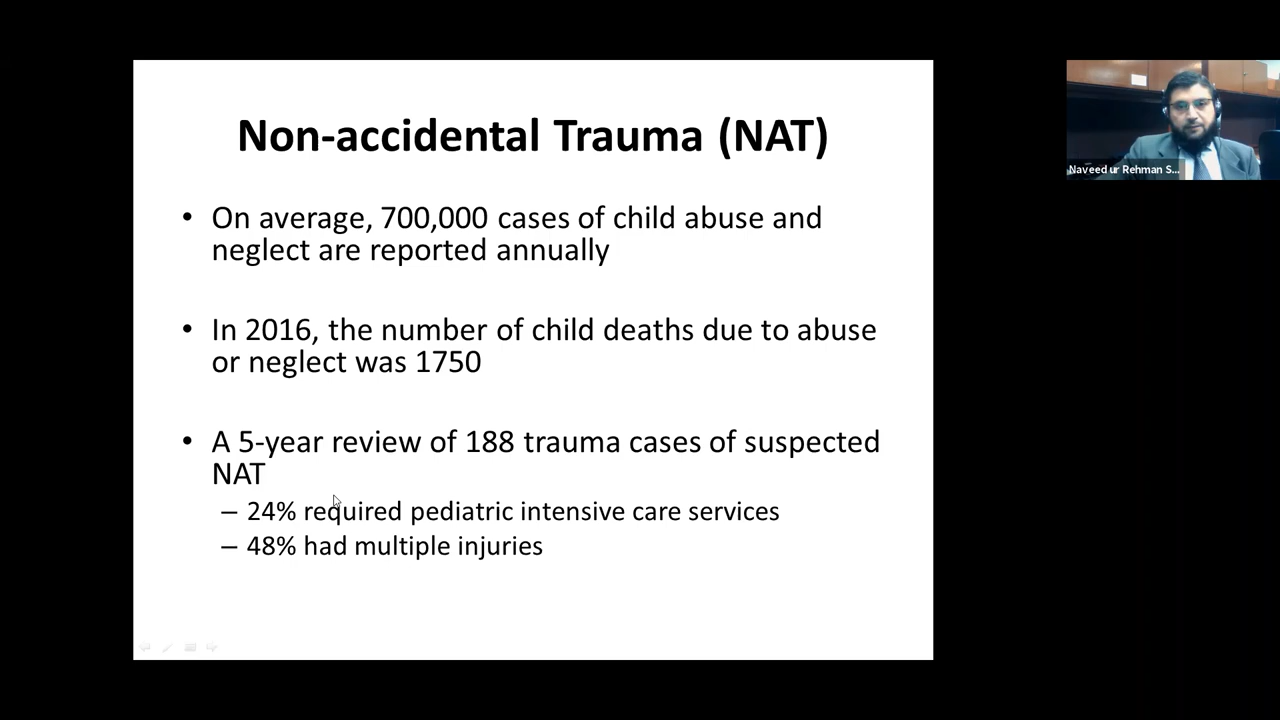 Non-accidental Trauma (NAT)
• On average, 700,000 cases of child abuse and
neglect are reported annually
• In 2016, the number of child deaths due to abuse
or neglect was 1750
• A 5-year review of 188 trauma cases of suspected
NAT
– 24% required pediatric intensive care services
– 48% had multiple injuries
Naveed ur Rehman S...